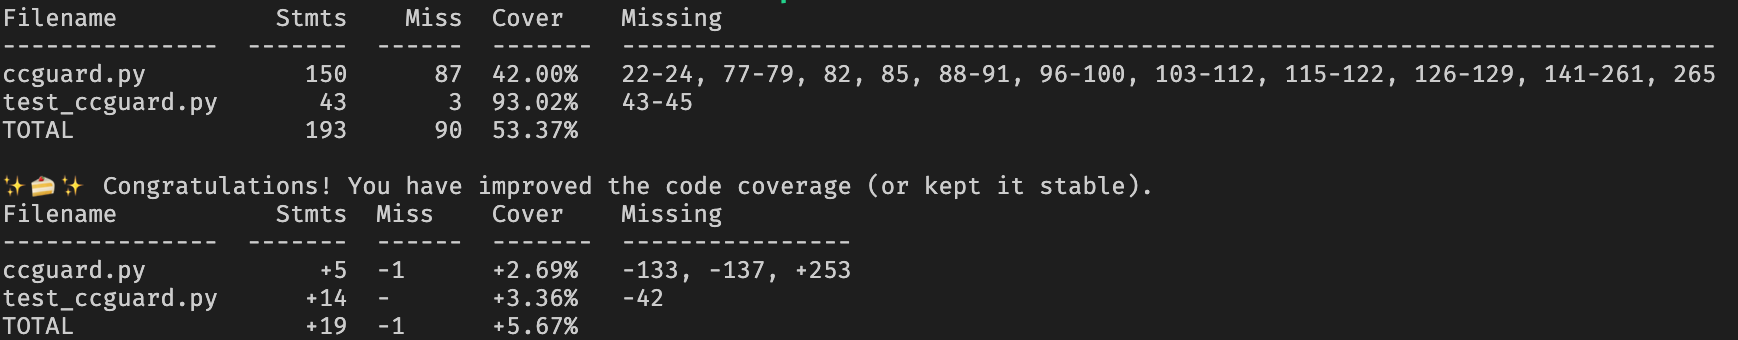 Filename           Stmts    Miss  Cover    Missing
---------------  -------  ------  -------  ----------------------------------------------------------------------------
ccguard.py           150      87  42.00%   22-24, 77-79, 82, 85, 88-91, 96-100, 103-112, 115-122, 126-129, 141-261, 265
test_ccguard.py       43       3  93.02%   43-45
TOTAL                193      90  53.37%
✨🍰✨ Congratulations! You have improved the code coverage (or kept it stable).
Filename           Stmts  Miss    Cover    Missing
---------------  -------  ------  -------  ----------------
ccguard.py            +5  -1      +2.69%   -133, -137, +253
test_ccguard.py      +14  -       +3.36%   -42
TOTAL                +19  -1      +5.67%